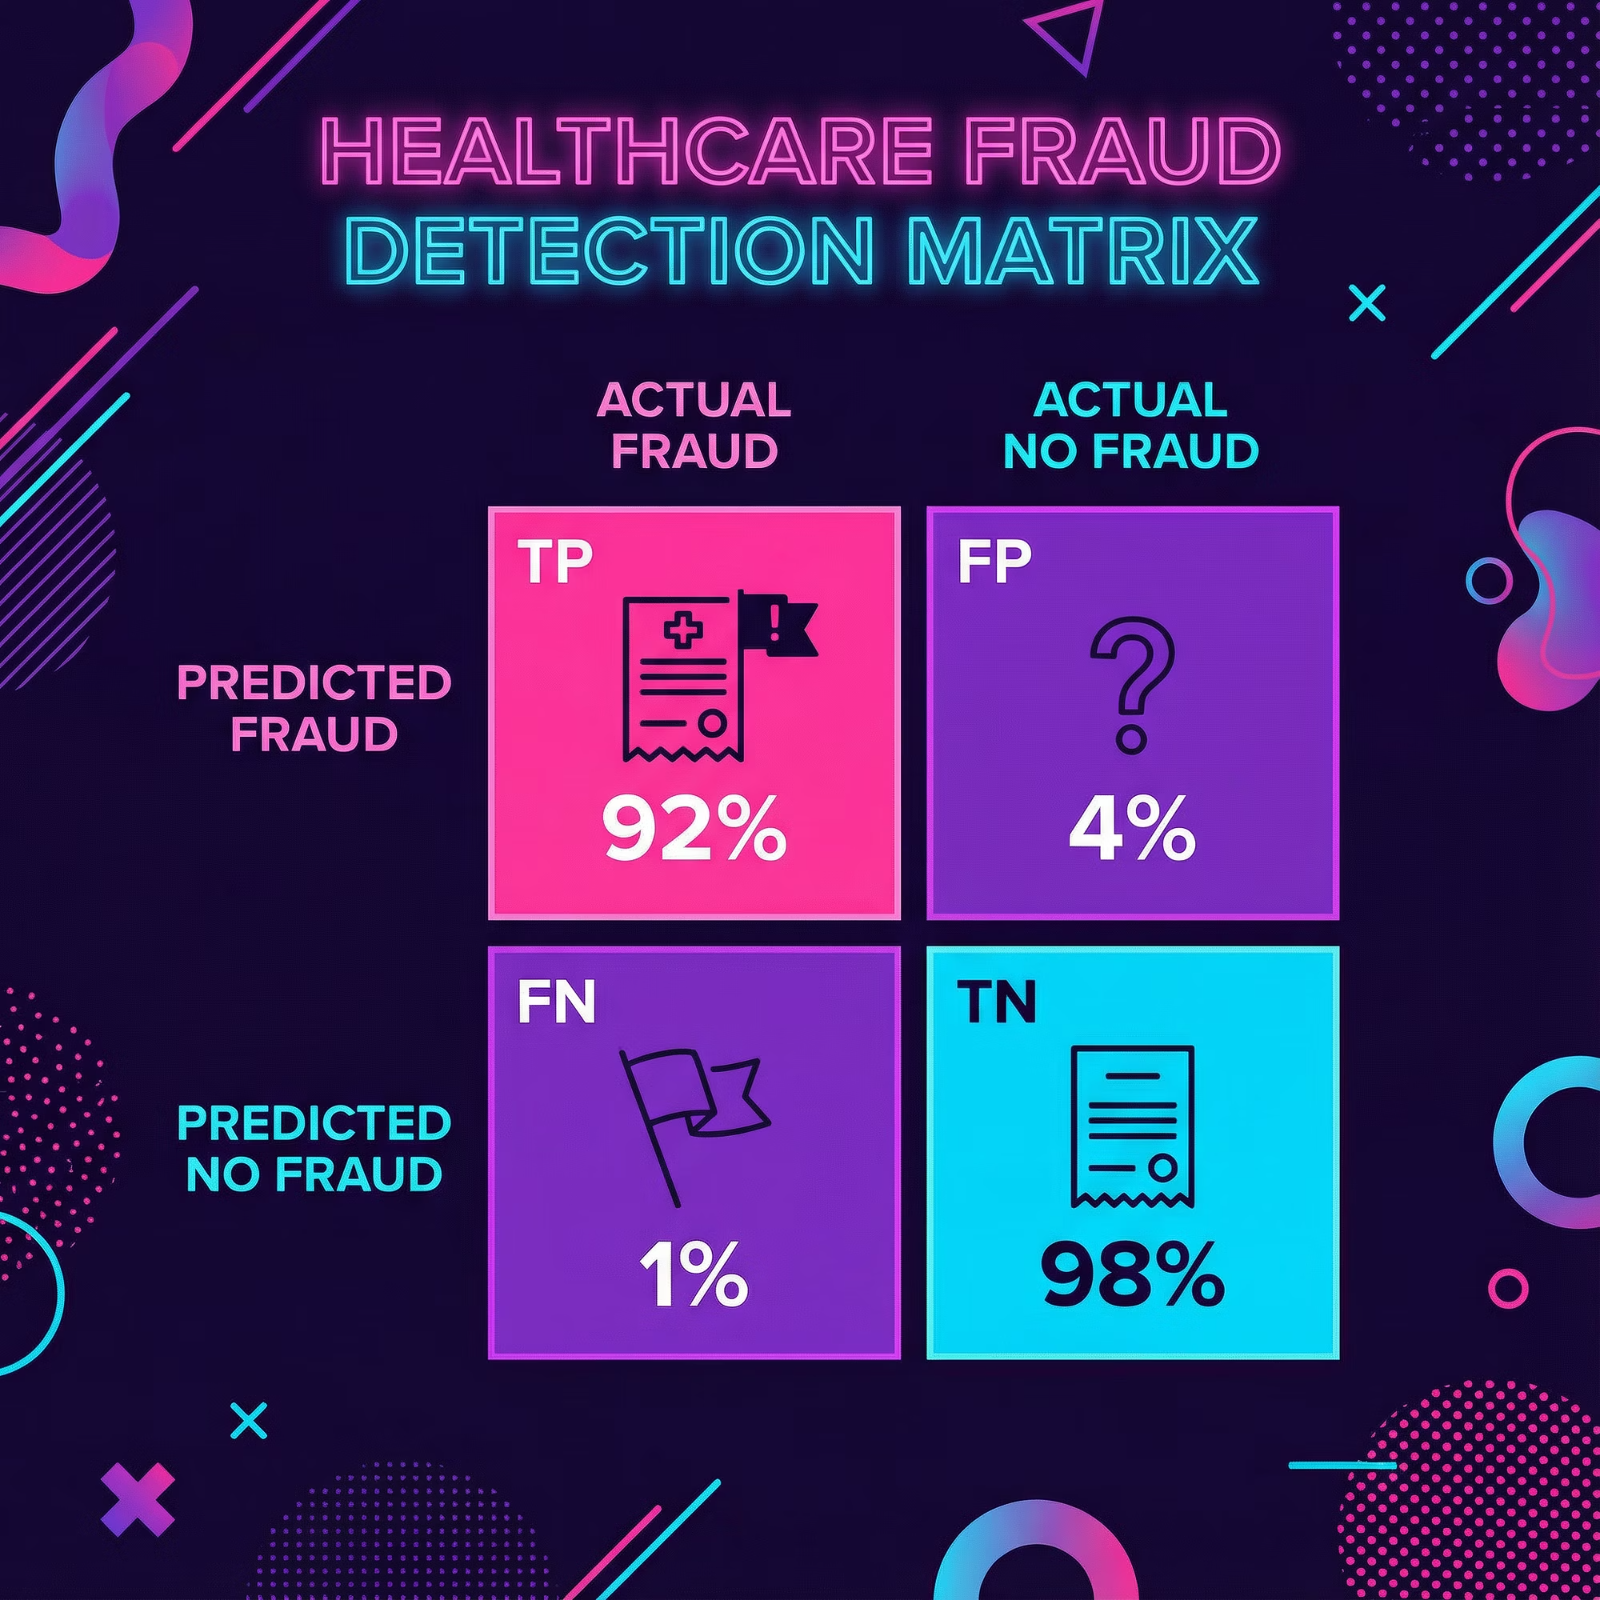 HEALTHCARE FRAUD
DETECTION MATRIX
ACTUAL
FRAUD
ACTUAL
NO FRAUD
PREDICTED
FRAUD
TP
!
92%
FP
?
4%
PREDICTED
NO FRAUD
FN
1%
TN
98%